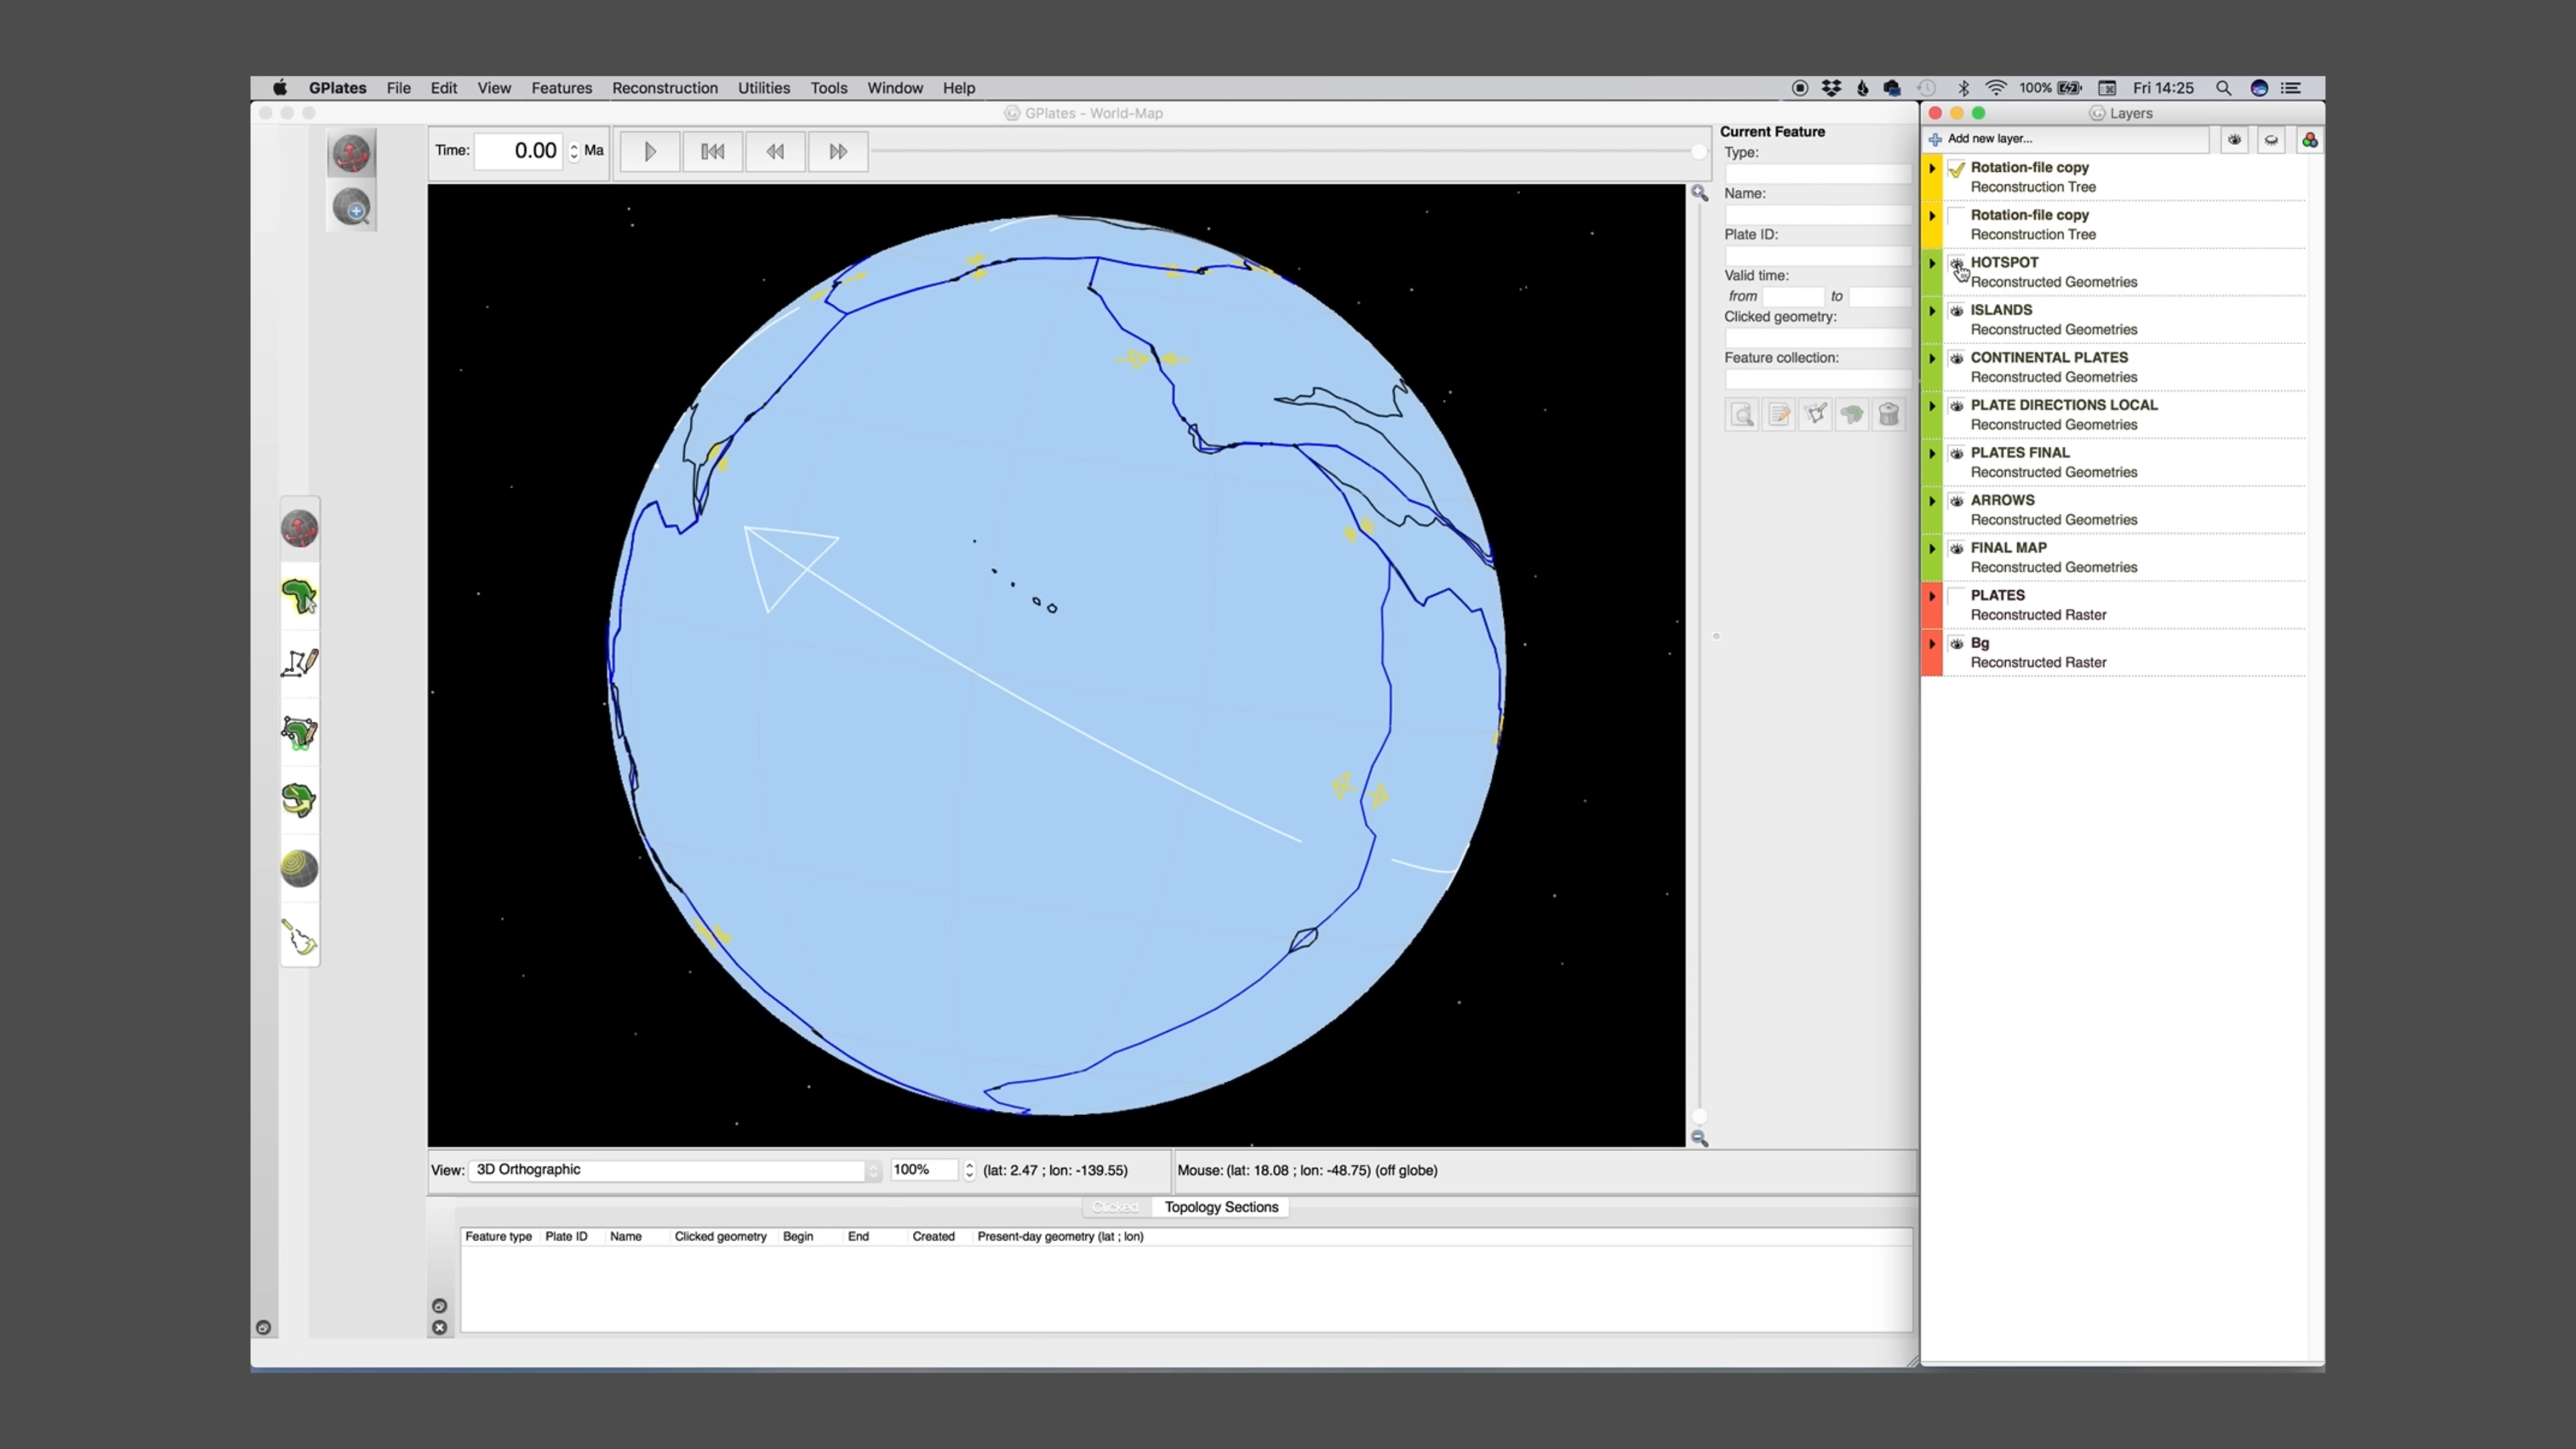 GPlates File Edit View Features Reconstruction Utilities Tools Window Help 100% Fri 14:25
GPlates - World-Map
Layers
Time: 0.00 Ma
Current Feature
Type:
Name:
Plate ID:
Valid time:
from to
Clicked geometry:
Feature collection:
Add new layer...
Rotation-file copy
Reconstruction Tree
Rotation-file copy
Reconstruction Tree
HOTSPOT
Reconstructed Geometries
ISLANDS
Reconstructed Geometries
CONTINENTAL PLATES
Reconstructed Geometries
PLATE DIRECTIONS LOCAL
Reconstructed Geometries
PLATES FINAL
Reconstructed Geometries
ARROWS
Reconstructed Geometries
FINAL MAP
Reconstructed Geometries
PLATES
Reconstructed Raster
Bg
Reconstructed Raster
View: 3D Orthographic 100% (lat: 2.47 ; lon: -139.55) Mouse: (lat: 18.08 ; lon: -48.75) (off globe)
Clicked Topology Sections
Feature type Plate ID Name Clicked geometry Begin End Created Present-day geometry (lat ; lon)